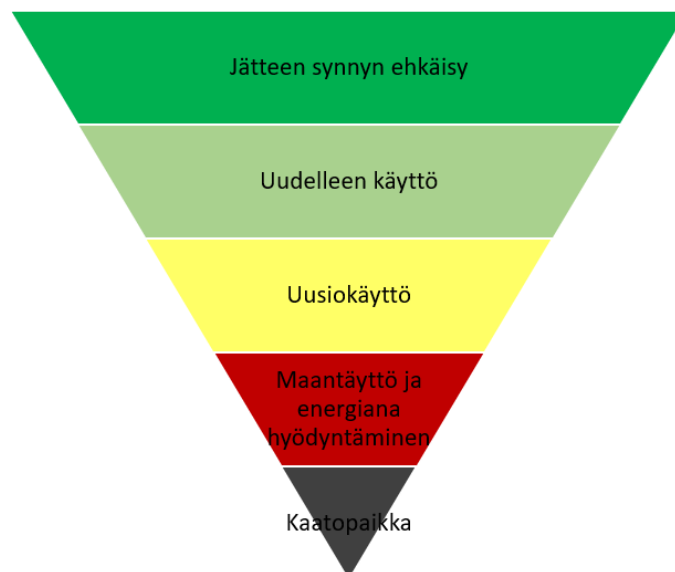 Jätteen synnyn ehkäisy
Uudelleen käyttö
Uusiokäyttö
Maantäyttö ja
energiana
hyödyntäminen
Kaatopaikka